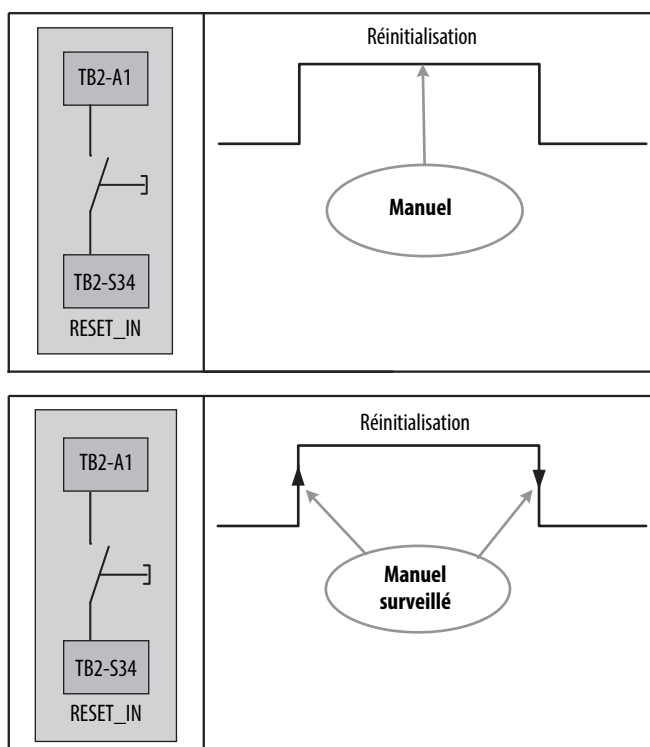 Réinitialisation
TB2-A1
Manuel
TB2-S34
RESET_IN
Réinitialisation
TB2-A1
Manuel
surveillé
TB2-S34
RESET_IN